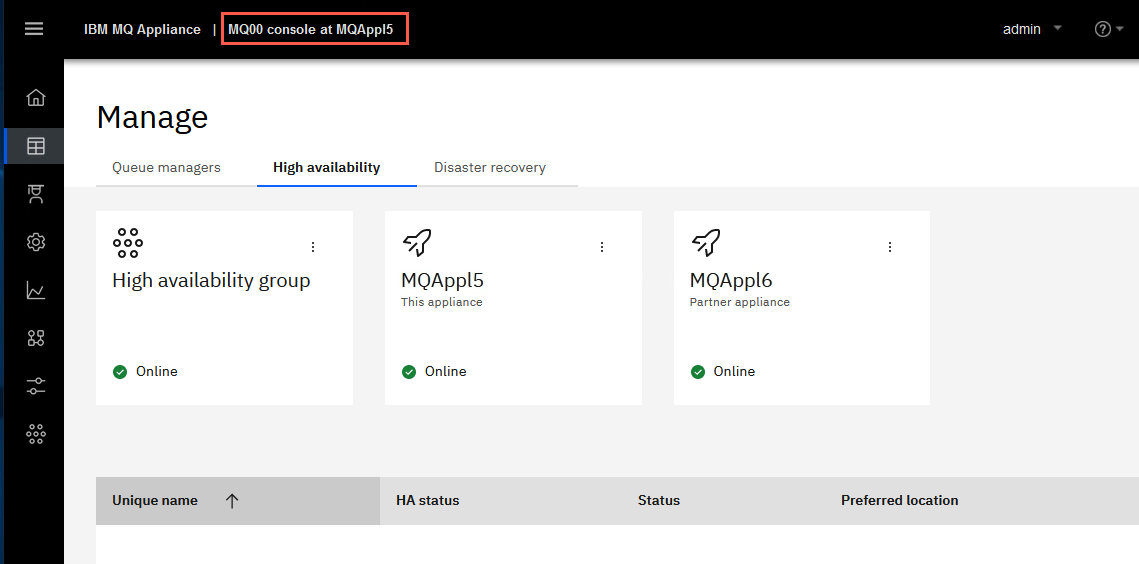 IBM MQ Appliance | MQ00 console at MQAppl5 admin
Manage
Queue managers High availability Disaster recovery
High availability group MQAppl5 MQAppl6
This appliance Partner appliance
Online Online Online
Unique name HA status Status Preferred location